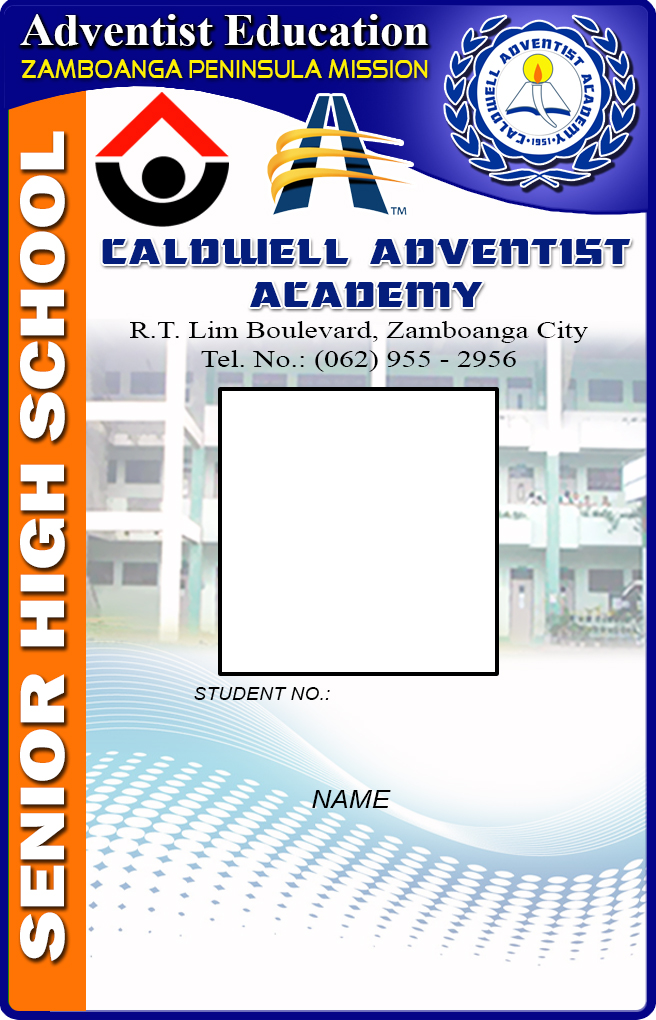 Adventist Education
ZAMBOANGA PENINSULA MISSION
CALDWELL ADVENTIST ACADEMY
•1951•
TM
CALDWELL ADVENTIST
ACADEMY
R.T. Lim Boulevard, Zamboanga City
Tel. No.: (062) 955 - 2956
SENIOR HIGH SCHOOL
STUDENT NO.:
NAME